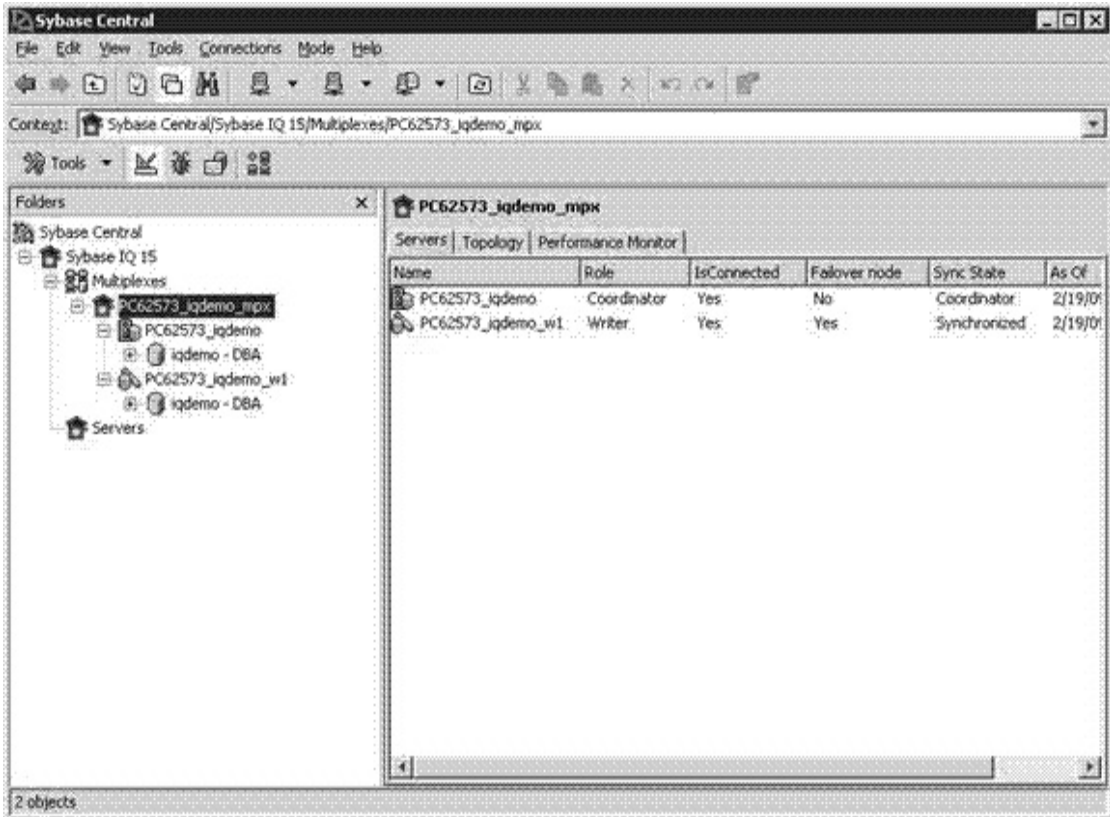 Sybase Central
File Edit View Tools Connections Mode Help
Context: Sybase Central/Sybase IQ 15/Multiplexes/PC62573_iqdemo_mpx
Tools
Folders
Sybase Central
Sybase IQ 15
Multiplexes
PC62573_iqdemo_mpx
PC62573_iqdemo
iqdemo - DBA
PC62573_iqdemo_w1
iqdemo - DBA
Servers
PC62573_iqdemo_mpx
Servers Topology Performance Monitor
Name Role IsConnected Failover node Sync State As Of
PC62573_iqdemo Coordinator Yes No Coordinator 2/19/0
PC62573_iqdemo_w1 Writer Yes Yes Synchronized 2/19/0
2 objects